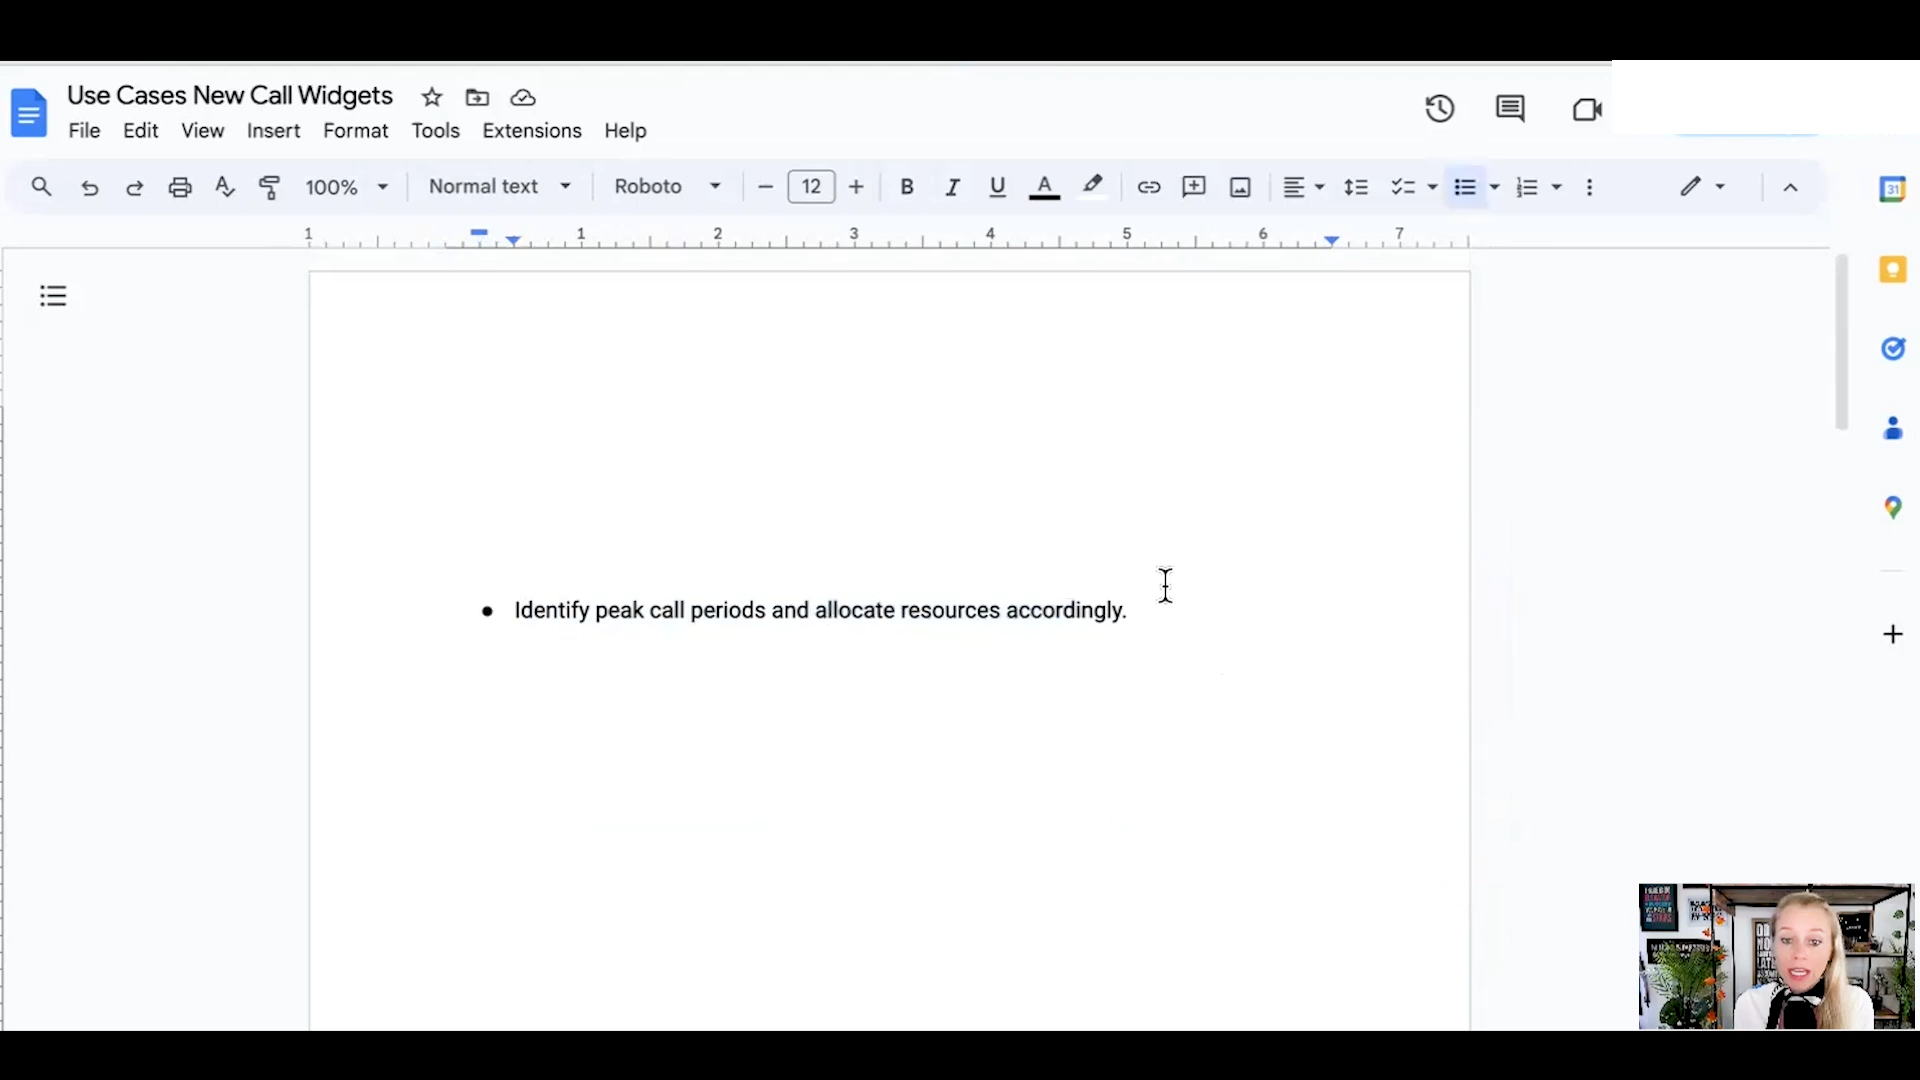 Use Cases New Call Widgets
File Edit View Insert Format Tools Extensions Help
100% Normal text Roboto 12 B I U A
1 1 2 3 4 5 6 7
31
● Identify peak call periods and allocate resources accordingly.